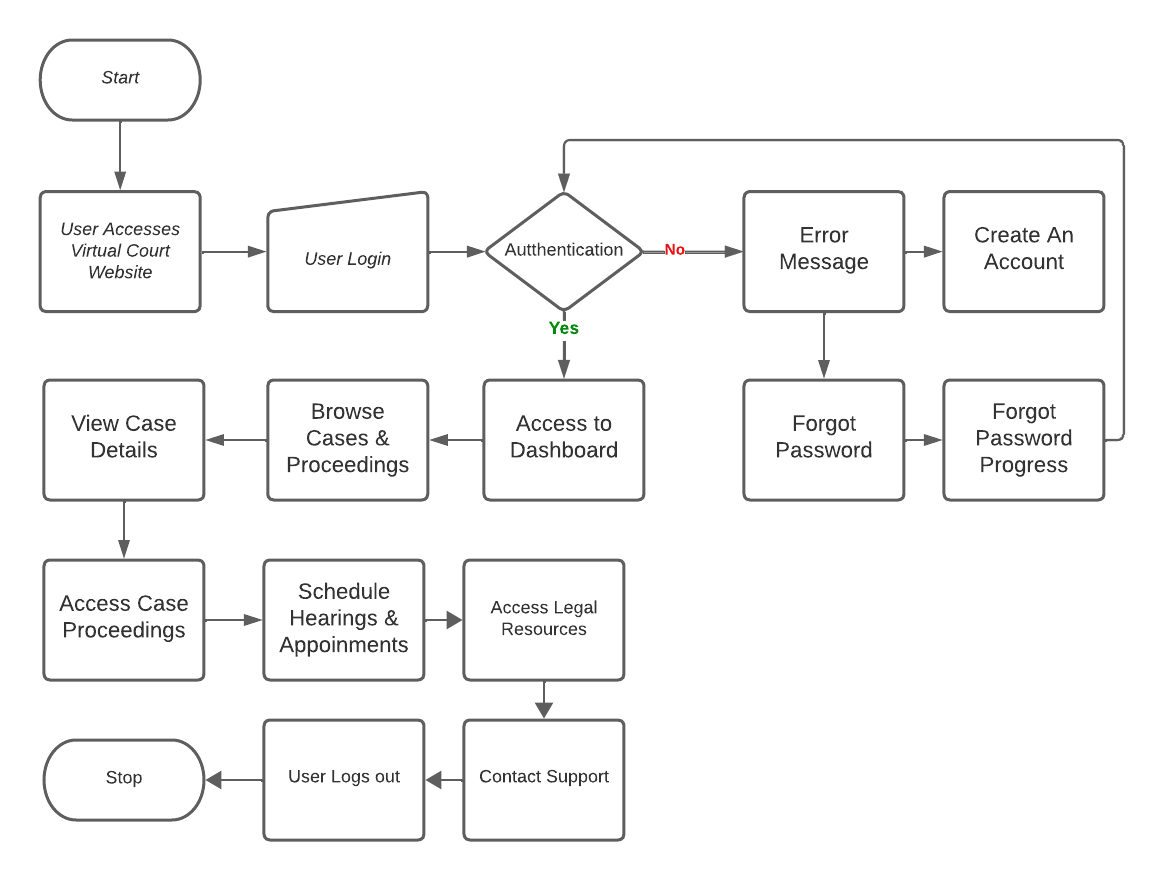 Start
User Accesses
Virtual Court
Website
User Login
Autthentication
No
Error
Message
Create An
Account
Yes
View Case
Details
Browse
Cases &
Proceedings
Access to
Dashboard
Forgot
Password
Forgot
Password
Progress
Access Case
Proceedings
Schedule
Hearings &
Appoinments
Access Legal
Resources
Stop
User Logs out
Contact Support